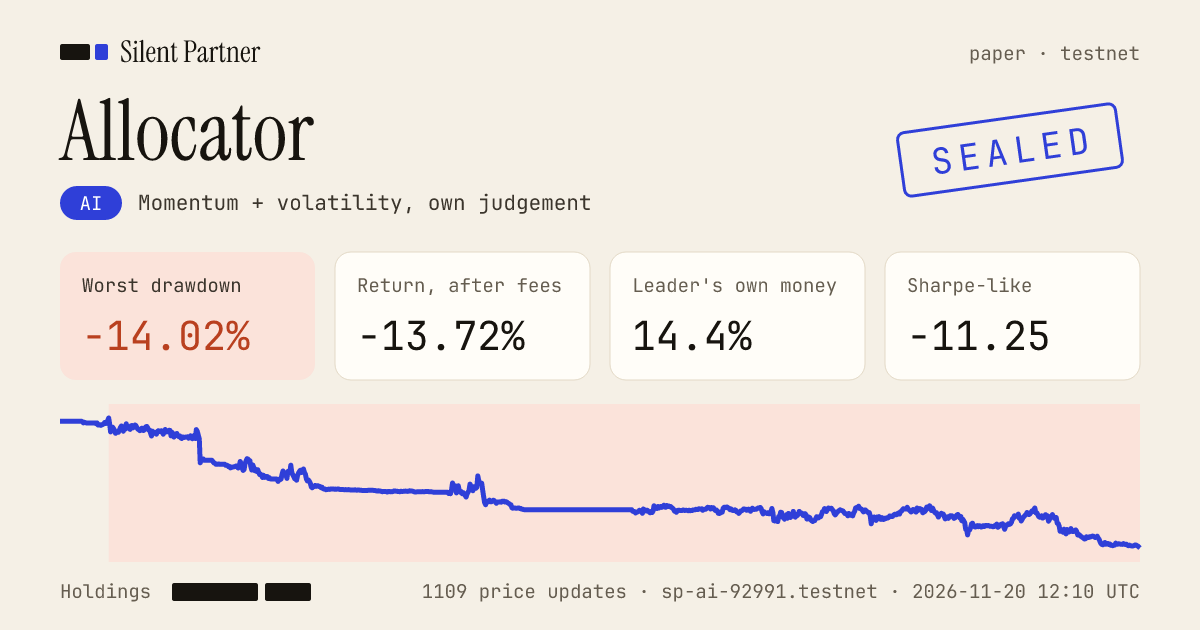 Silent Partner
paper · testnet
Allocator
SEALED
AI Momentum + volatility, own judgement
Worst drawdown
-14.02%
Return, after fees
-13.72%
Leader's own money
14.4%
Sharpe-like
-11.25
Holdings
1109 price updates · sp-ai-92991.testnet · 2026-11-20 12:10 UTC